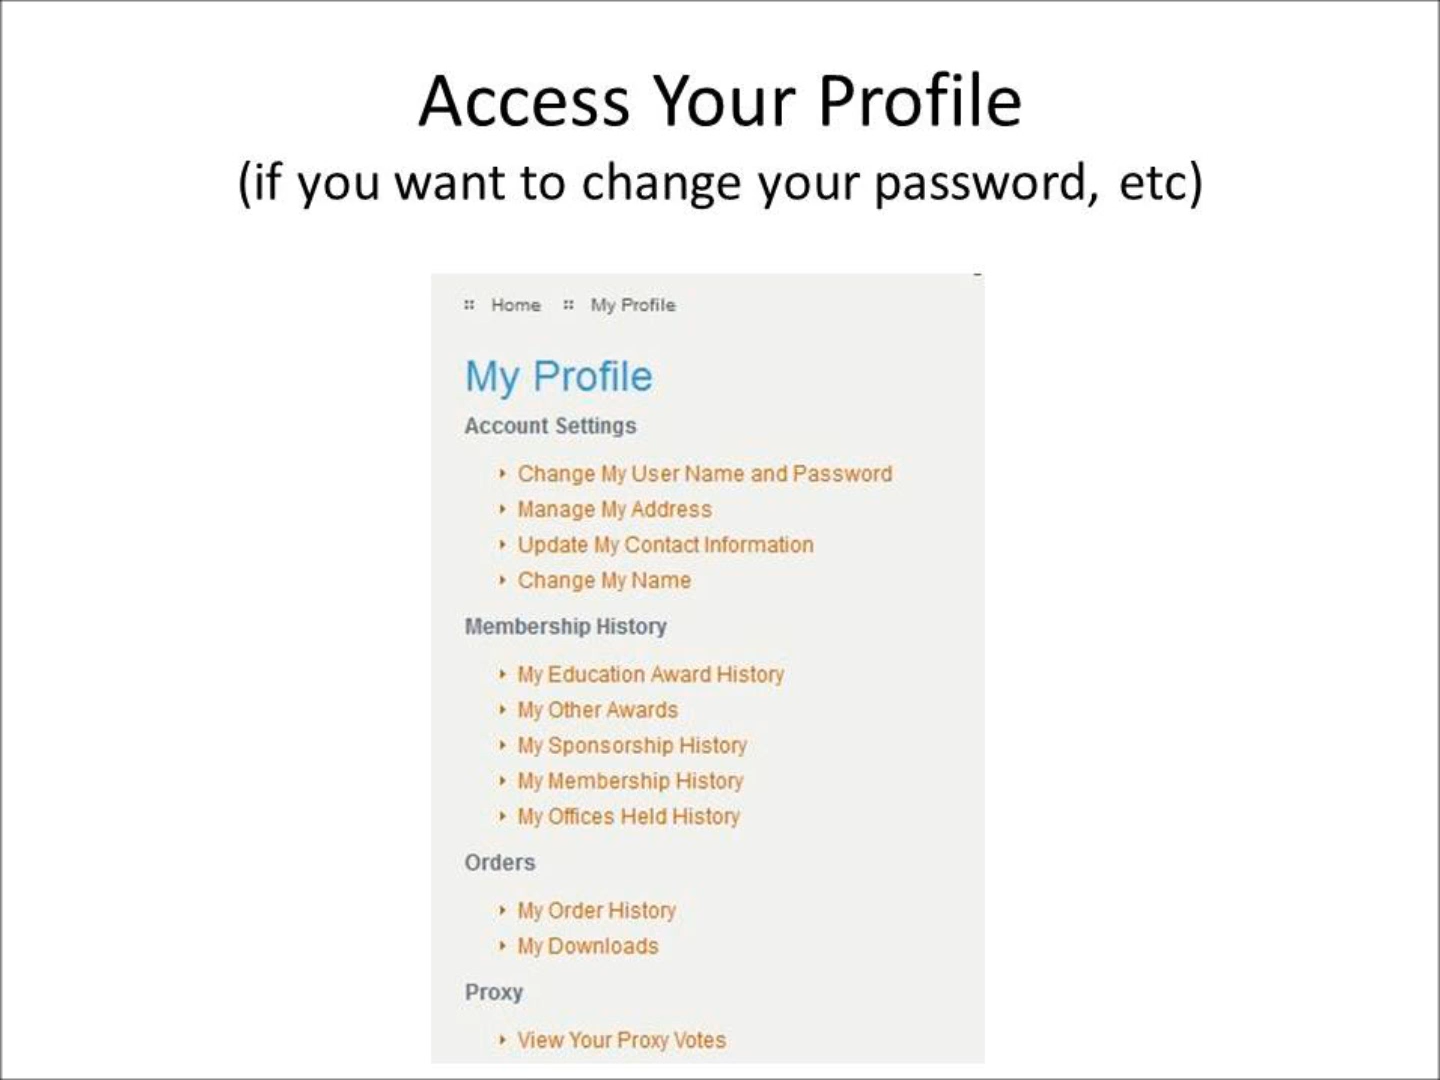 Access Your Profile
(if you want to change your password, etc)
Home My Profile
My Profile
Account Settings
Change My User Name and Password
Manage My Address
Update My Contact Information
Change My Name
Membership History
My Education Award History
My Other Awards
My Sponsorship History
My Membership History
My Offices Held History
Orders
My Order History
My Downloads
Proxy
View Your Proxy Votes